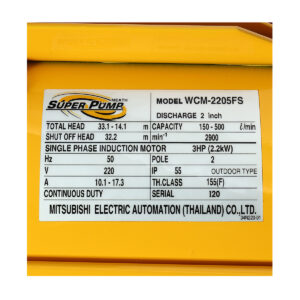 SUPER PUMP
MODEL WCM-2205FS
DISCHARGE 2 inch
TOTAL HEAD 33.1 - 14.1 m CAPACITY 150 - 500 ℓ/min
SHUT OFF HEAD 32.2 m min⁻¹ 2900
SINGLE PHASE INDUCTION MOTOR 3HP (2.2kW)
Hz 50 POLE 2
V 220 IP 55 OUTDOOR TYPE
A 10.1 - 17.3 TH.CLASS 155(F)
CONTINUOUS DUTY SERIAL I20
MITSUBISHI ELECTRIC AUTOMATION (THAILAND) CO.,LTD.